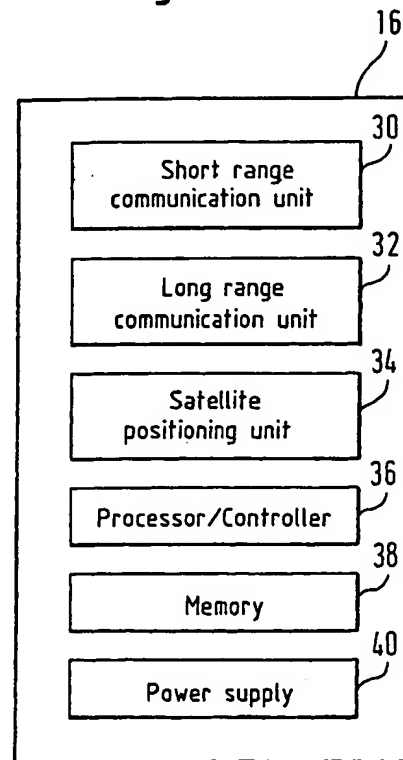 16
30
Short range
communication unit
32
Long range
communication unit
34
Satellite
positioning unit
36
Processor/Controller
38
Memory
40
Power supply